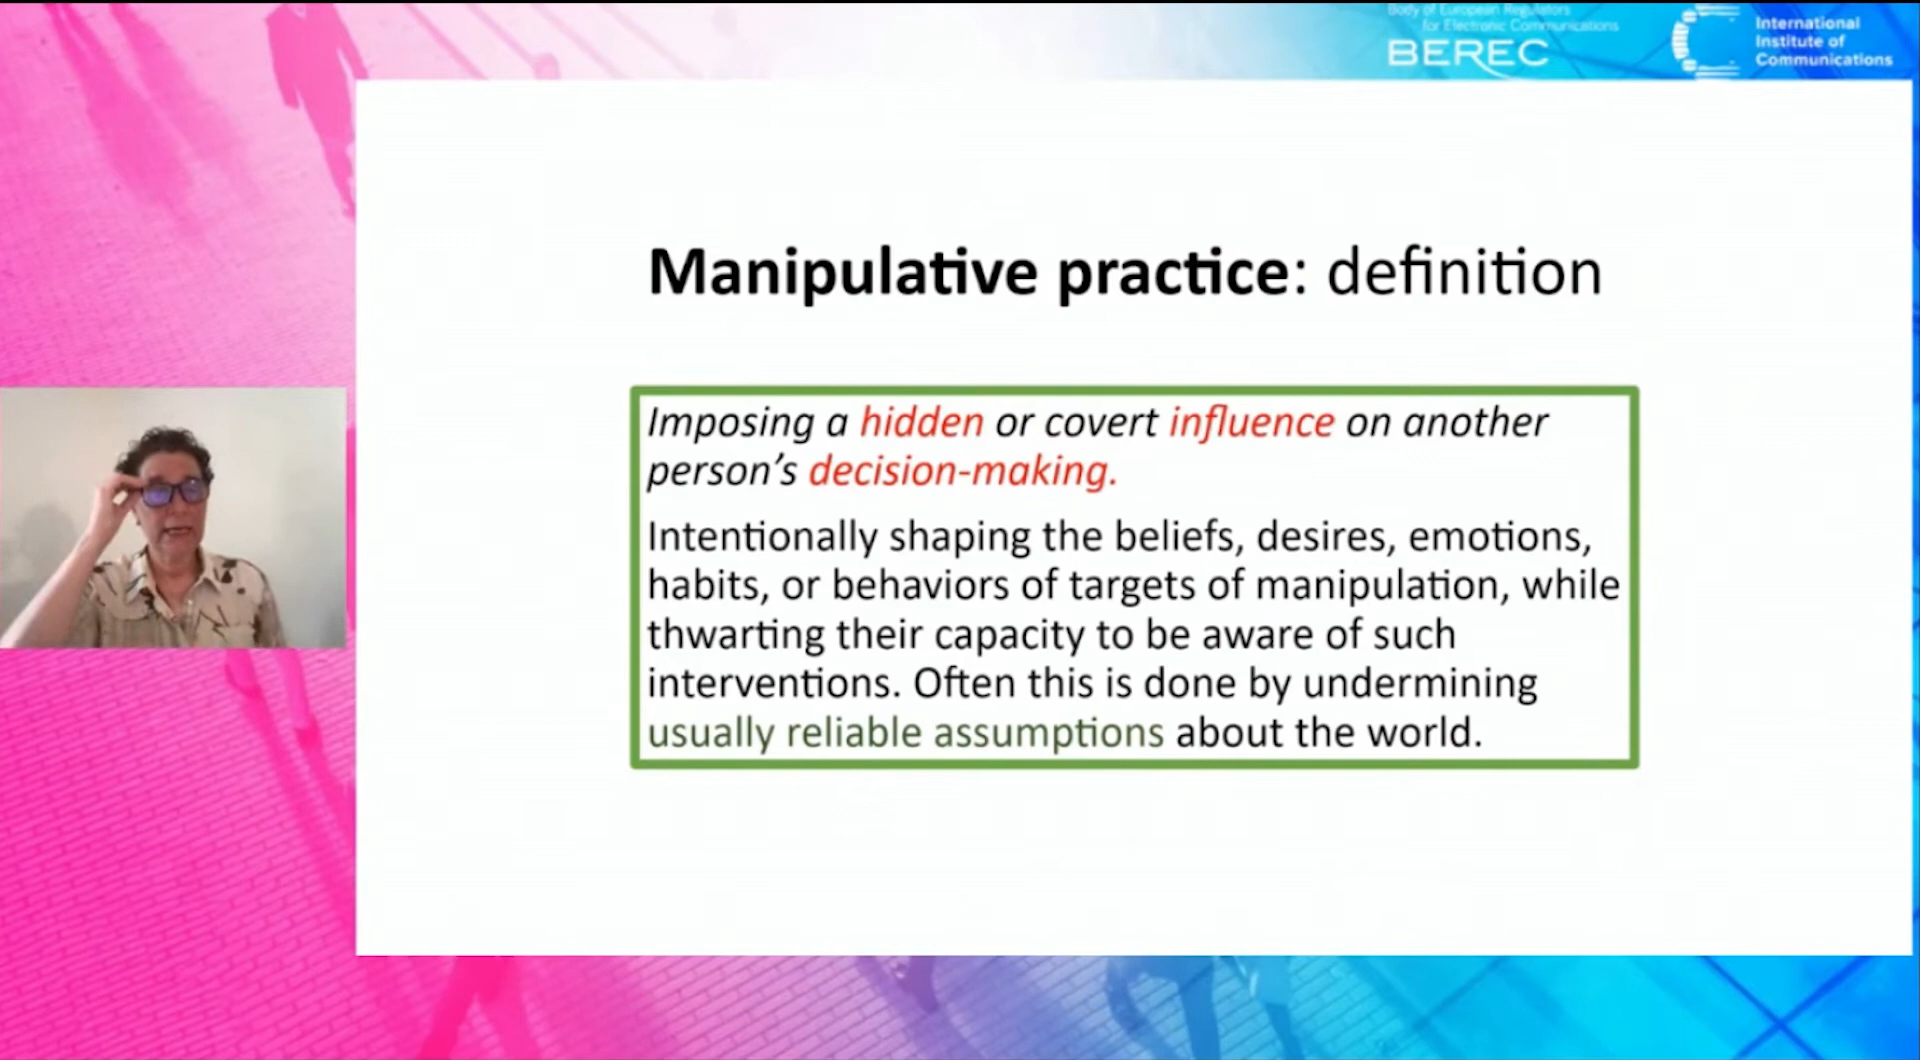 Body of European Regulators
for Electronic Communications
BEREC
International
Institute of
Communications
Manipulative practice: definition
Imposing a hidden or covert influence on another
person’s decision-making.
Intentionally shaping the beliefs, desires, emotions,
habits, or behaviors of targets of manipulation, while
thwarting their capacity to be aware of such
interventions. Often this is done by undermining
usually reliable assumptions about the world.